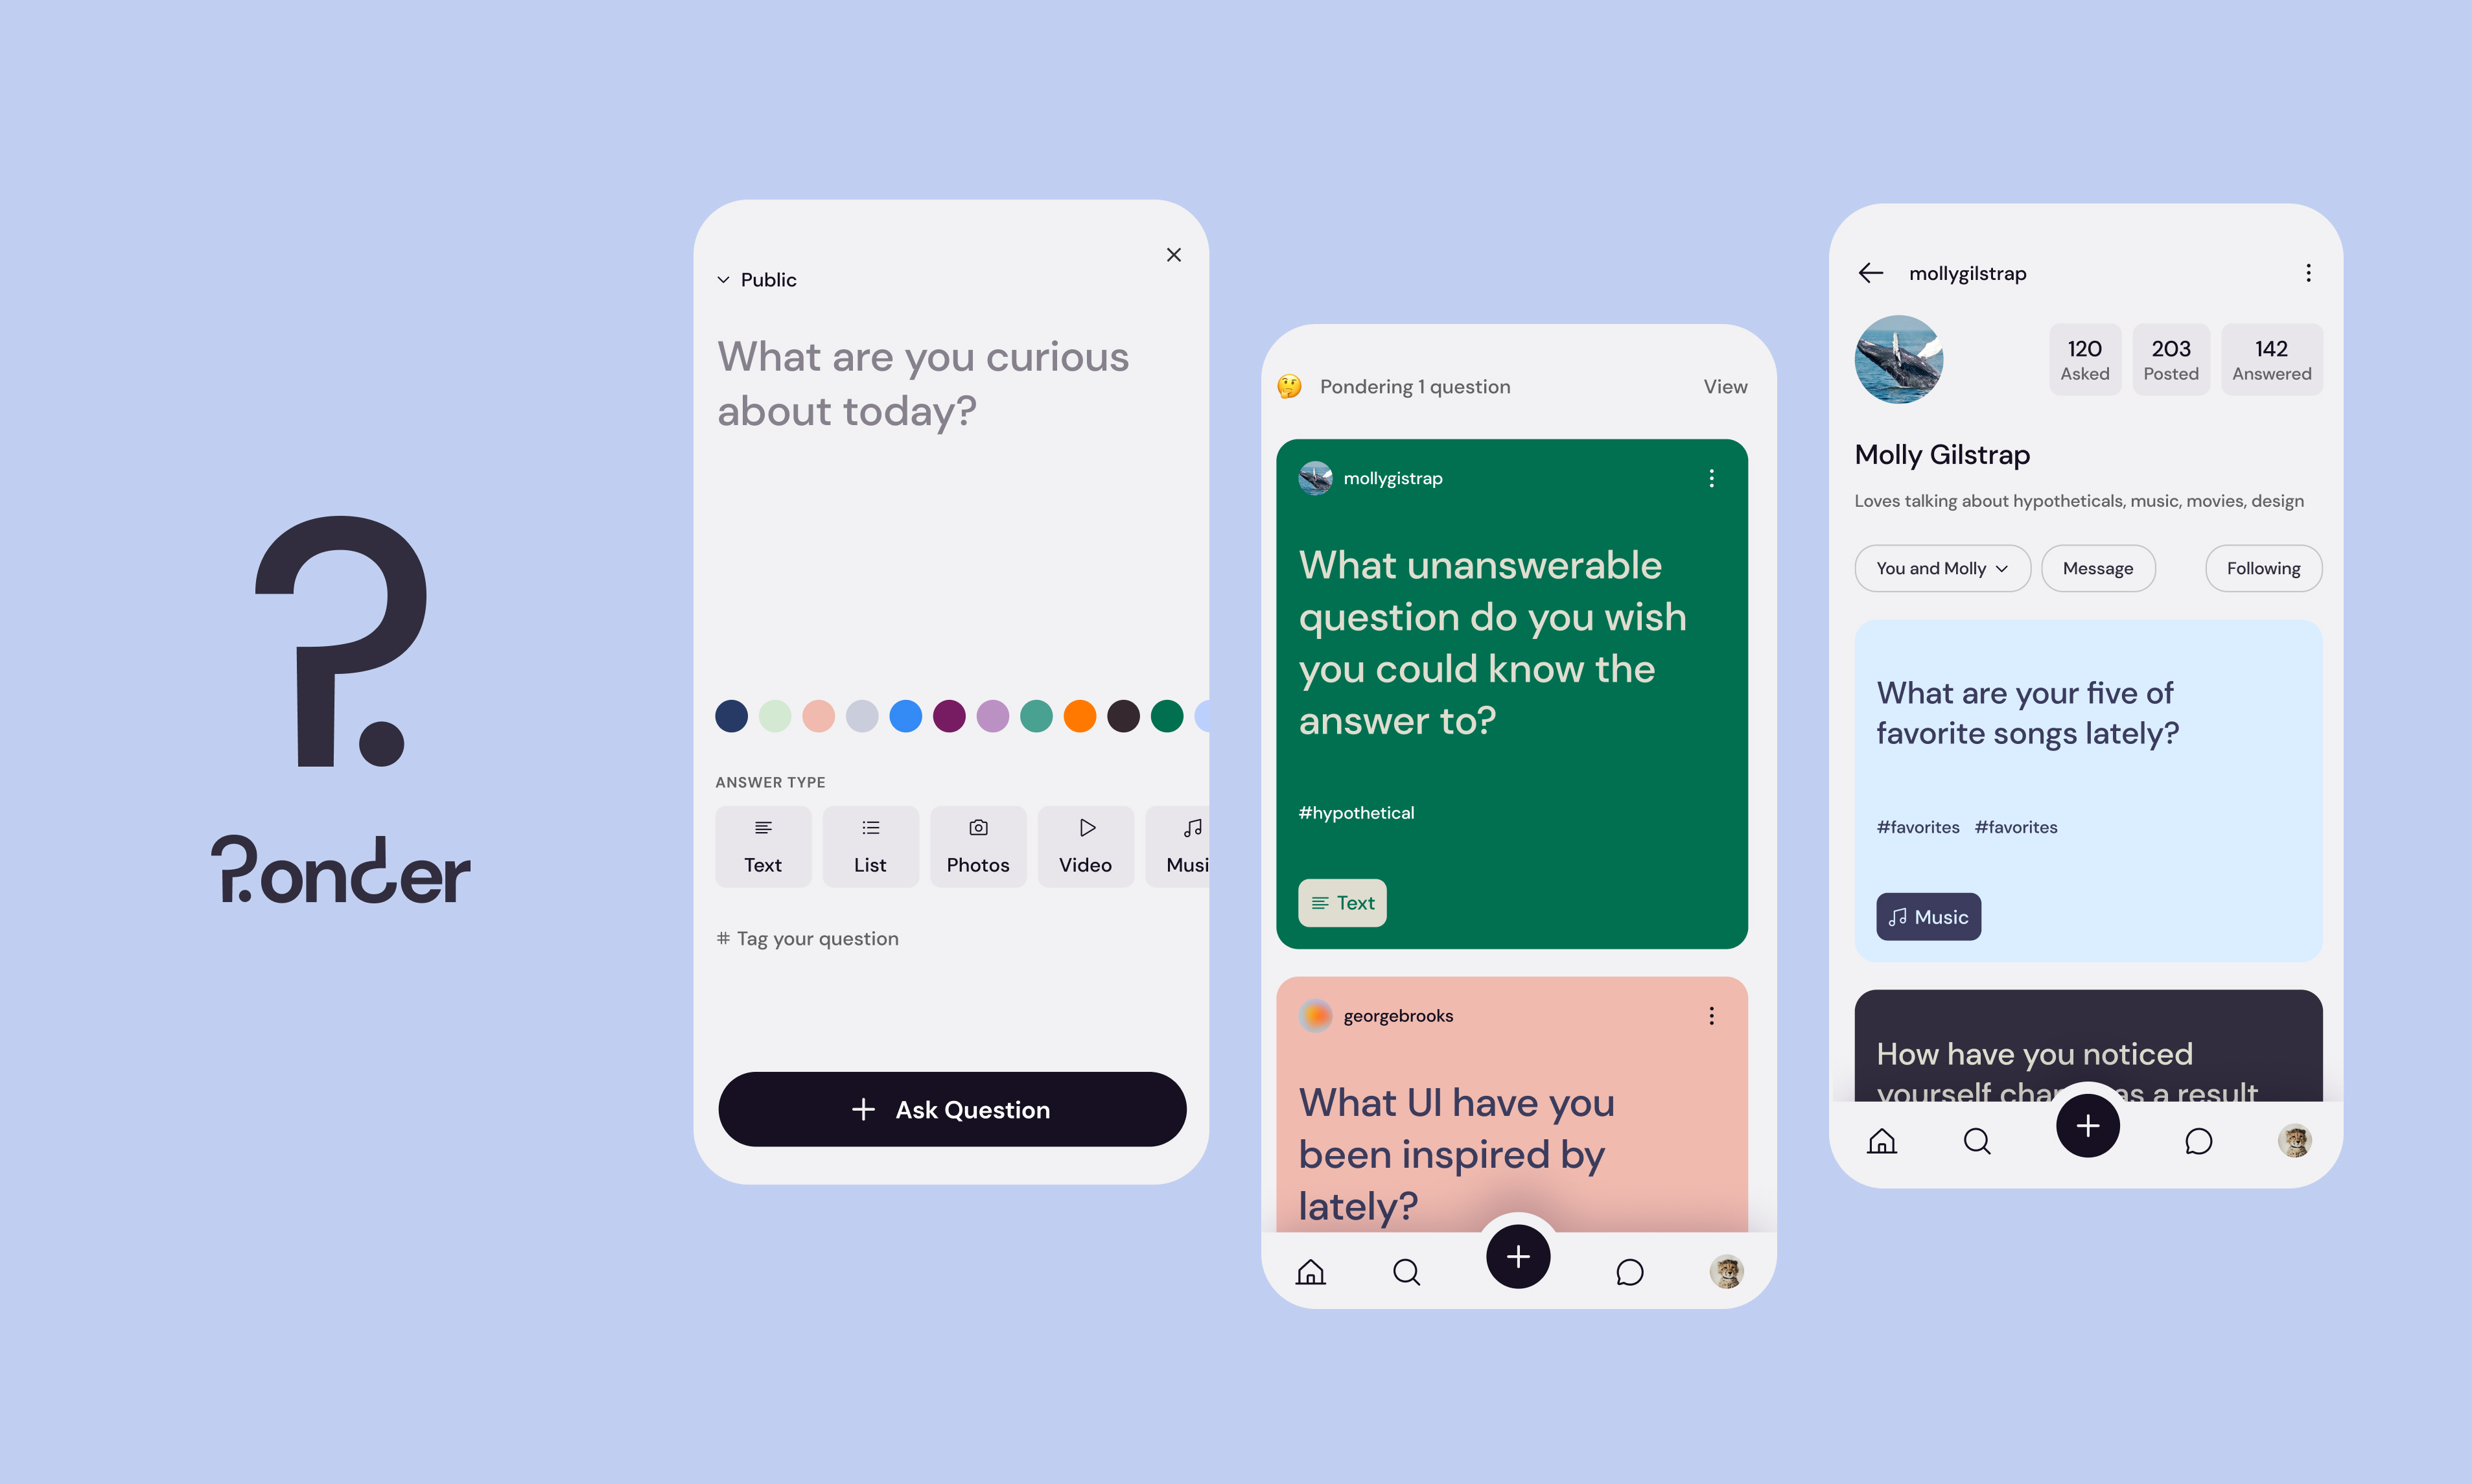 ?.
?.onder
Public
What are you curious
about today?
ANSWER TYPE
Text
List
Photos
Video
Musi
# Tag your question
Ask Question
🤔 Pondering 1 question
View
mollygistrap
What unanswerable
question do you wish
you could know the
answer to?
#hypothetical
Text
georgebrooks
What UI have you
been inspired by
lately?
mollygilstrap
120
Asked
203
Posted
142
Answered
Molly Gilstrap
Loves talking about hypotheticals, music, movies, design
You and Molly
Message
Following
What are your five of
favorite songs lately?
#favorites #favorites
Music
How have you noticed
yourself chan as a result